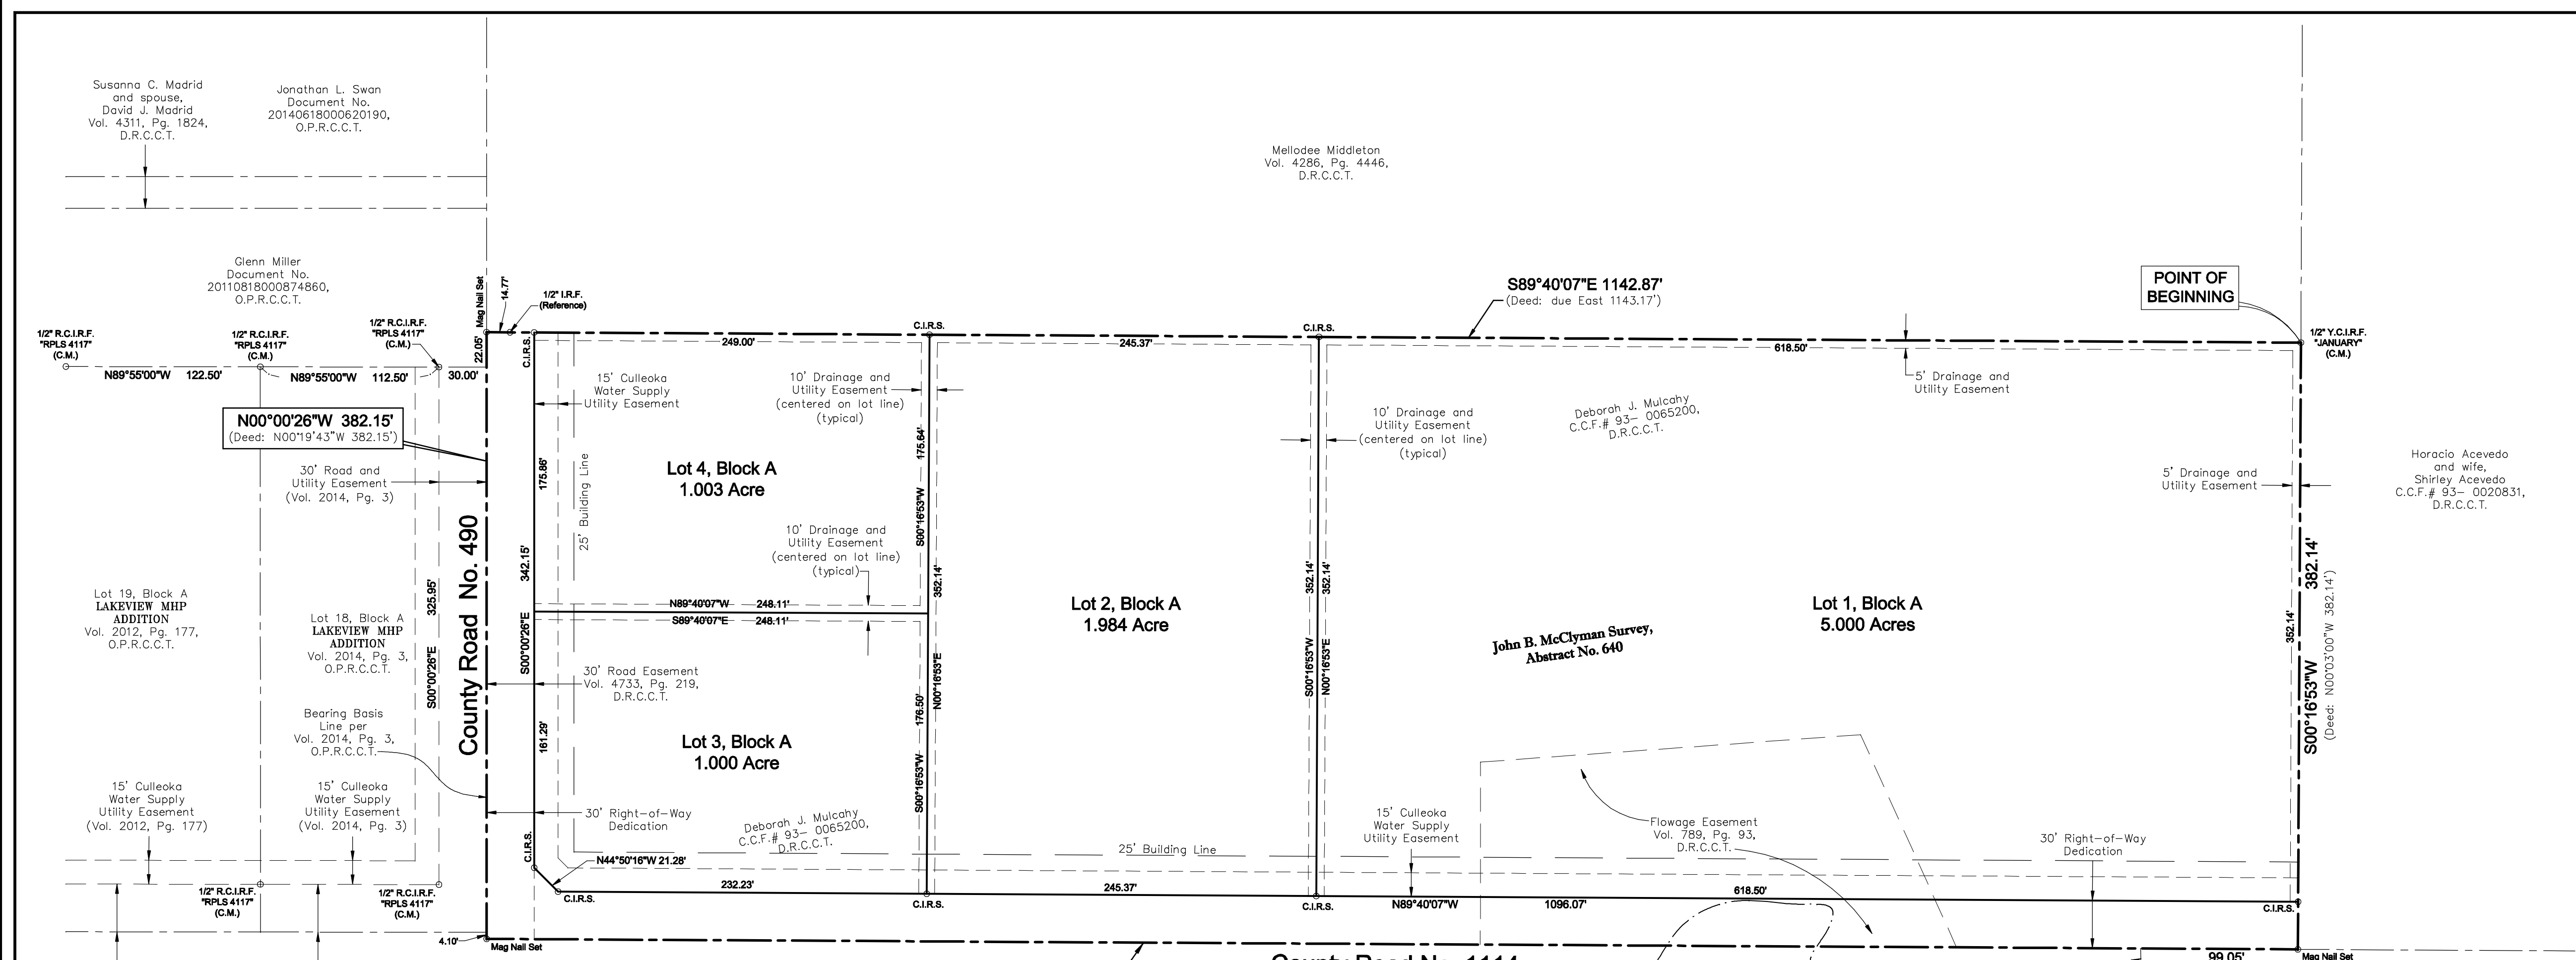 Susanna C. Madrid
and spouse,
David J. Madrid
Vol. 4311, Pg. 1824,
D.R.C.C.T.
Jonathan L. Swan
Document No.
20140618000620190,
O.P.R.C.C.T.
Mellodee Middleton
Vol. 4286, Pg. 4446,
D.R.C.C.T.
Glenn Miller
Document No.
20110818000874860,
O.P.R.C.C.T.
Mag Nail Set
14.77'
1/2" I.R.F.
(Reference)
S89°40'07"E 1142.87'
(Deed: due East 1143.17')
POINT OF
BEGINNING
1/2" R.C.I.R.F.
"RPLS 4117"
(C.M.)
1/2" R.C.I.R.F.
"RPLS 4117"
(C.M.)
1/2" R.C.I.R.F.
"RPLS 4117"
(C.M.)
22.05'
C.I.R.S.
C.I.R.S.
C.I.R.S.
1/2" Y.C.I.R.F.
"JANUARY"
(C.M.)
249.00'
245.37'
618.50'
N89°55'00"W 122.50'
N89°55'00"W 112.50'
30.00'
15' Culleoka
Water Supply
Utility Easement
10' Drainage and
Utility Easement
(centered on lot line)
(typical)
5' Drainage and
Utility Easement
N00°00'26"W 382.15'
(Deed: N00°19'43"W 382.15')
10' Drainage and
Utility Easement
(centered on lot line)
(typical)
Deborah J. Mulcahy
C.C.F.# 93- 0065200,
D.R.C.C.T.
30' Road and
Utility Easement
(Vol. 2014, Pg. 3)
175.86'
25' Building Line
Lot 4, Block A
1.003 Acre
175.64'
S00°16'53"W
5' Drainage and
Utility Easement
Horacio Acevedo
and wife,
Shirley Acevedo
C.C.F.# 93- 0020831,
D.R.C.C.T.
County Road No. 490
342.15'
S00°00'26"E
10' Drainage and
Utility Easement
(centered on lot line)
(typical)
352.14'
N00°16'53"E
352.14'
S00°16'53"W
352.14'
N00°16'53"E
352.14'
382.14'
S00°16'53"W
(Deed: N00°03'00"W 382.14')
Lot 19, Block A
LAKEVIEW MHP
ADDITION
Vol. 2012, Pg. 177,
O.P.R.C.C.T.
Lot 18, Block A
LAKEVIEW MHP
ADDITION
Vol. 2014, Pg. 3,
O.P.R.C.C.T.
325.95'
S00°00'26"E
N89°40'07"W 248.11'
S89°40'07"E 248.11'
Lot 2, Block A
1.984 Acre
Lot 1, Block A
5.000 Acres
John B. McClyman Survey,
Abstract No. 640
30' Road Easement
Vol. 4733, Pg. 219,
D.R.C.C.T.
Bearing Basis
Line per
Vol. 2014, Pg. 3,
O.P.R.C.C.T.
161.29'
Lot 3, Block A
1.000 Acre
176.50'
S00°16'53"W
15' Culleoka
Water Supply
Utility Easement
(Vol. 2012, Pg. 177)
15' Culleoka
Water Supply
Utility Easement
(Vol. 2014, Pg. 3)
30' Right-of-Way
Dedication
Deborah J. Mulcahy
C.C.F.# 93- 0065200,
D.R.C.C.T.
15' Culleoka
Water Supply
Utility Easement
Flowage Easement
Vol. 789, Pg. 93,
D.R.C.C.T.
30' Right-of-Way
Dedication
C.I.R.S.
N44°50'16"W 21.28'
25' Building Line
1/2" R.C.I.R.F.
"RPLS 4117"
(C.M.)
1/2" R.C.I.R.F.
"RPLS 4117"
(C.M.)
232.23'
245.37'
618.50'
C.I.R.S.
C.I.R.S.
C.I.R.S.
N89°40'07"W 1096.07'
C.I.R.S.
4.10'
Mag Nail Set
County Road No. 1114
99.05'
Mag Nail Set